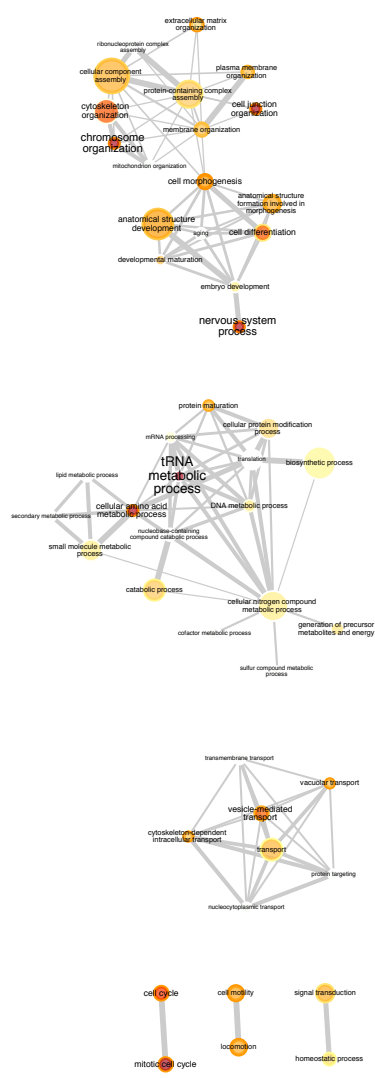 extracellular matrix
organization
ribonucleoprotein complex
assembly
cellular component
assembly
plasma membrane
organization
protein-containing complex
assembly
cytoskeleton
organization
cell junction
organization
membrane organization
chromosome
organization
mitochondrion organization
cell morphogenesis
anatomical structure
formation involved in
morphogenesis
anatomical structure
development
aging
cell differentiation
developmental maturation
embryo development
nervous system
process
protein maturation
cellular protein modification
process
mRNA processing
tRNA
metabolic
process
translation
biosynthetic process
lipid metabolic process
cellular amino acid
metabolic process
DNA metabolic process
secondary metabolic process
nucleobase-containing
compound catabolic process
small molecule metabolic
process
catabolic process
cellular nitrogen compound
metabolic process
generation of precursor
metabolites and energy
cofactor metabolic process
sulfur compound metabolic
process
transmembrane transport
vacuolar transport
vesicle-mediated
transport
cytoskeleton-dependent
intracellular transport
transport
protein targeting
nucleocytoplasmic transport
cell cycle
cell motility
signal transduction
locomotion
homeostatic process
mitotic cell cycle